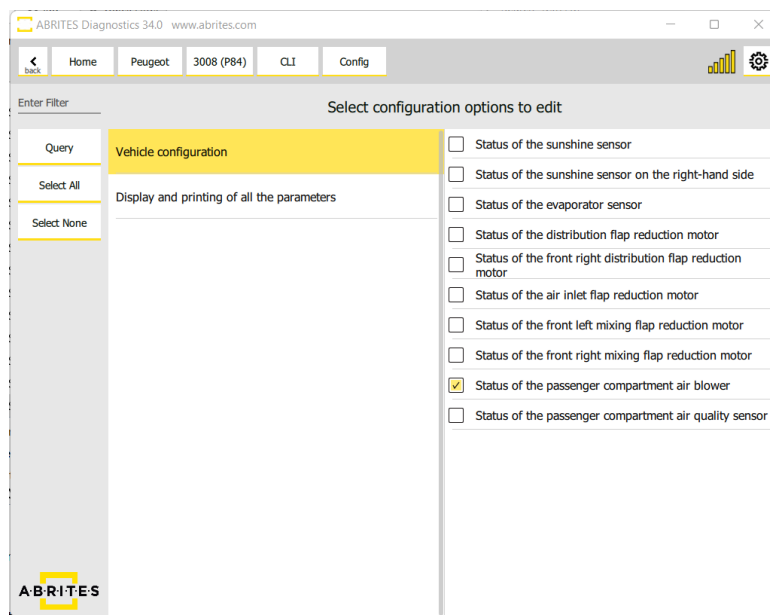 ABRITES Diagnostics 34.0 www.abrites.com
back
Home
Peugeot
3008 (P84)
CLI
Config
Enter Filter
Select configuration options to edit
Query
Select All
Select None
Vehicle configuration
Display and printing of all the parameters
Status of the sunshine sensor
Status of the sunshine sensor on the right-hand side
Status of the evaporator sensor
Status of the distribution flap reduction motor
Status of the front right distribution flap reduction
motor
Status of the air inlet flap reduction motor
Status of the front left mixing flap reduction motor
Status of the front right mixing flap reduction motor
Status of the passenger compartment air blower
Status of the passenger compartment air quality sensor
A·B·R·I·T·E·S